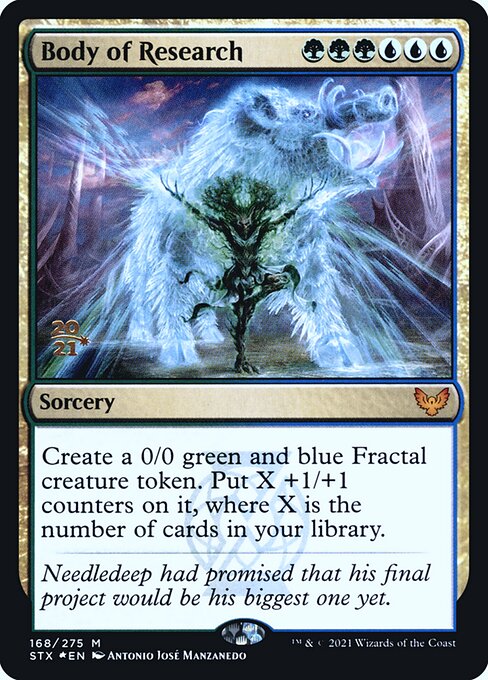 Body of Research
20
21
Sorcery
Create a 0/0 green and blue Fractal
creature token. Put X +1/+1
counters on it, where X is the
number of cards in your library.
Needledeep had promised that his final
project would be his biggest one yet.
168/275 M
STX ★ EN Antonio José Manzanedo
™ & © 2021 Wizards of the Coast